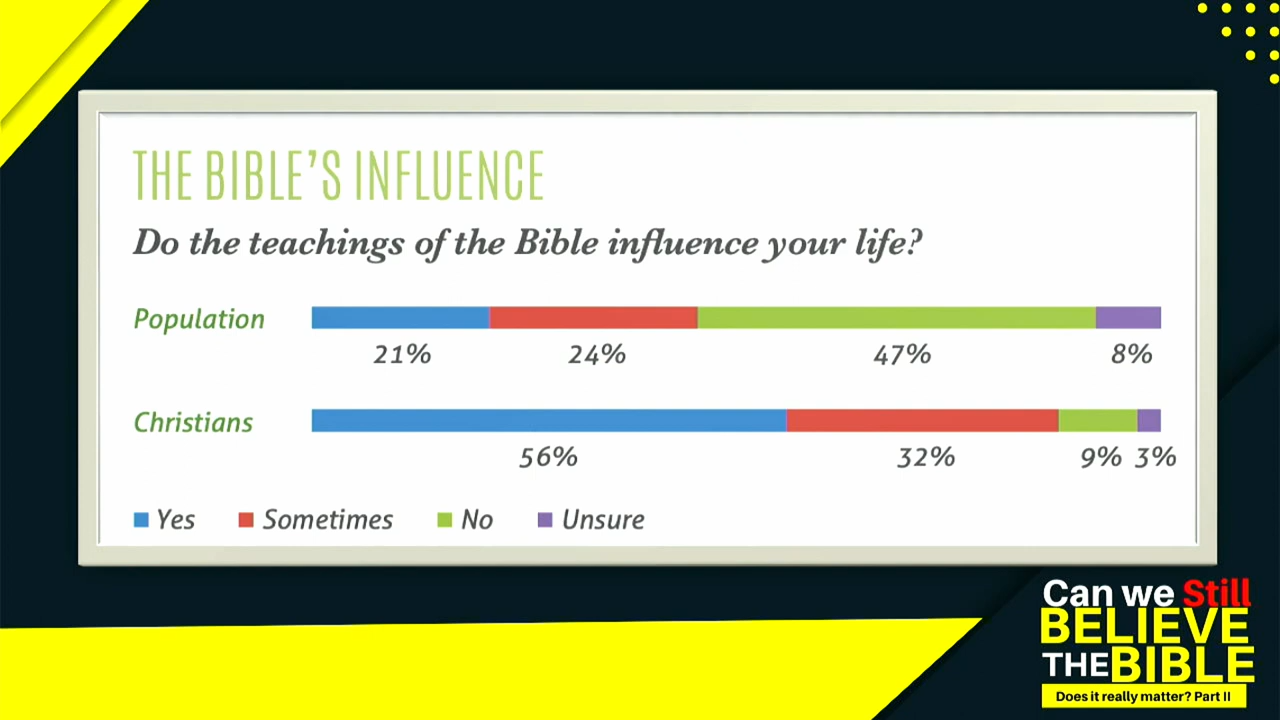 THE BIBLE'S INFLUENCE
Do the teachings of the Bible influence your life?
Population
21% 24% 47% 8%
Christians
56% 32% 9% 3%
Yes Sometimes No Unsure
Can we Still
BELIEVE
THE BIBLE
Does it really matter? Part II